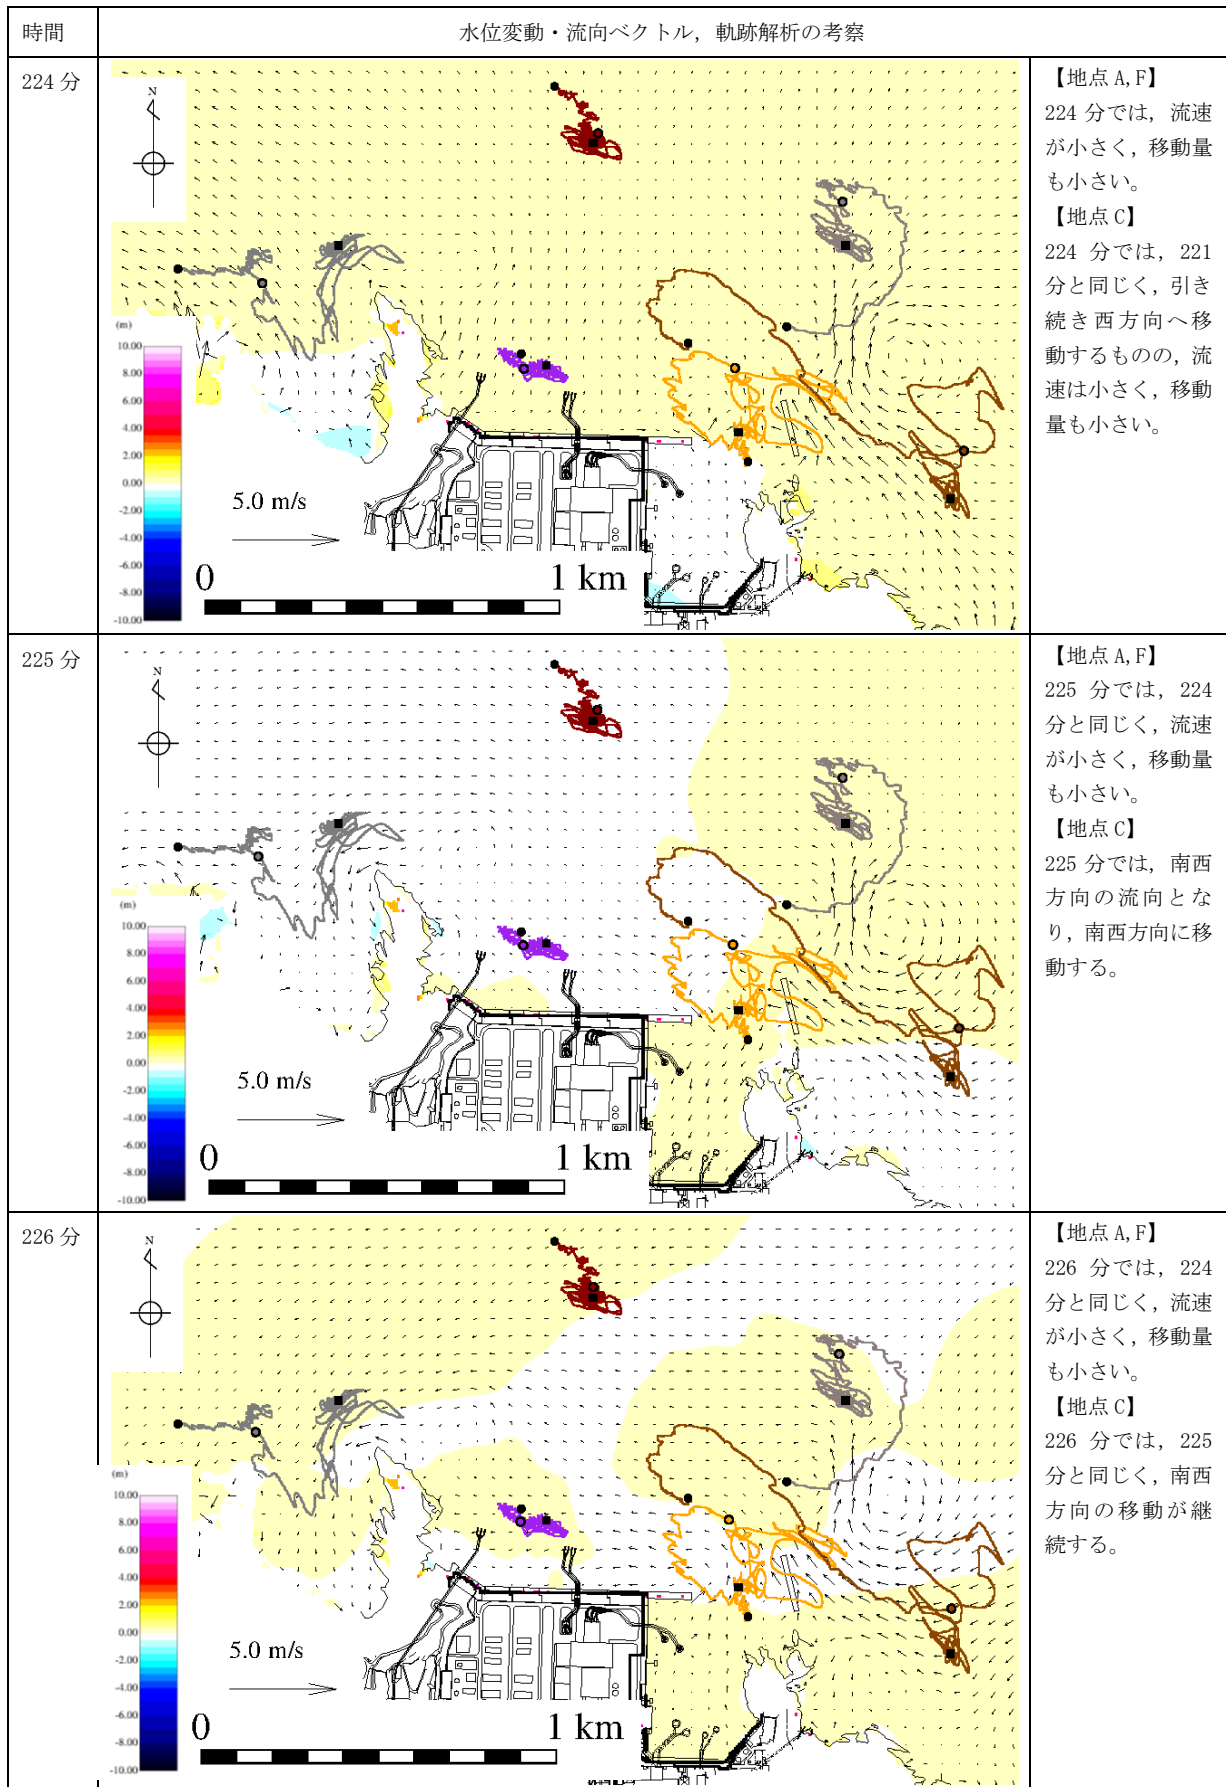 時間
水位変動・流向ベクトル，軌跡解析の考察
224 分
N
(m)
10.00
8.00
6.00
4.00
2.00
0.00
-2.00
-4.00
-6.00
-8.00
-10.00
5.0 m/s
0
1 km
【地点 A,F】
224 分では，流速
が小さく，移動量
も小さい。
【地点 C】
224 分では，221
分と同じく，引き
続き西方向へ移
動するものの，流
速は小さく，移動
量も小さい。
225 分
N
(m)
10.00
8.00
6.00
4.00
2.00
0.00
-2.00
-4.00
-6.00
-8.00
-10.00
5.0 m/s
0
1 km
【地点 A,F】
225 分では，224
分と同じく，流速
が小さく，移動量
も小さい。
【地点 C】
225 分では，南西
方向の流向とな
り，南西方向に移
動する。
226 分
N
(m)
10.00
8.00
6.00
4.00
2.00
0.00
-2.00
-4.00
-6.00
-8.00
-10.00
5.0 m/s
0
1 km
【地点 A,F】
226 分では，224
分と同じく，流速
が小さく，移動量
も小さい。
【地点 C】
226 分では，225
分と同じく，南西
方向の移動が継
続する。